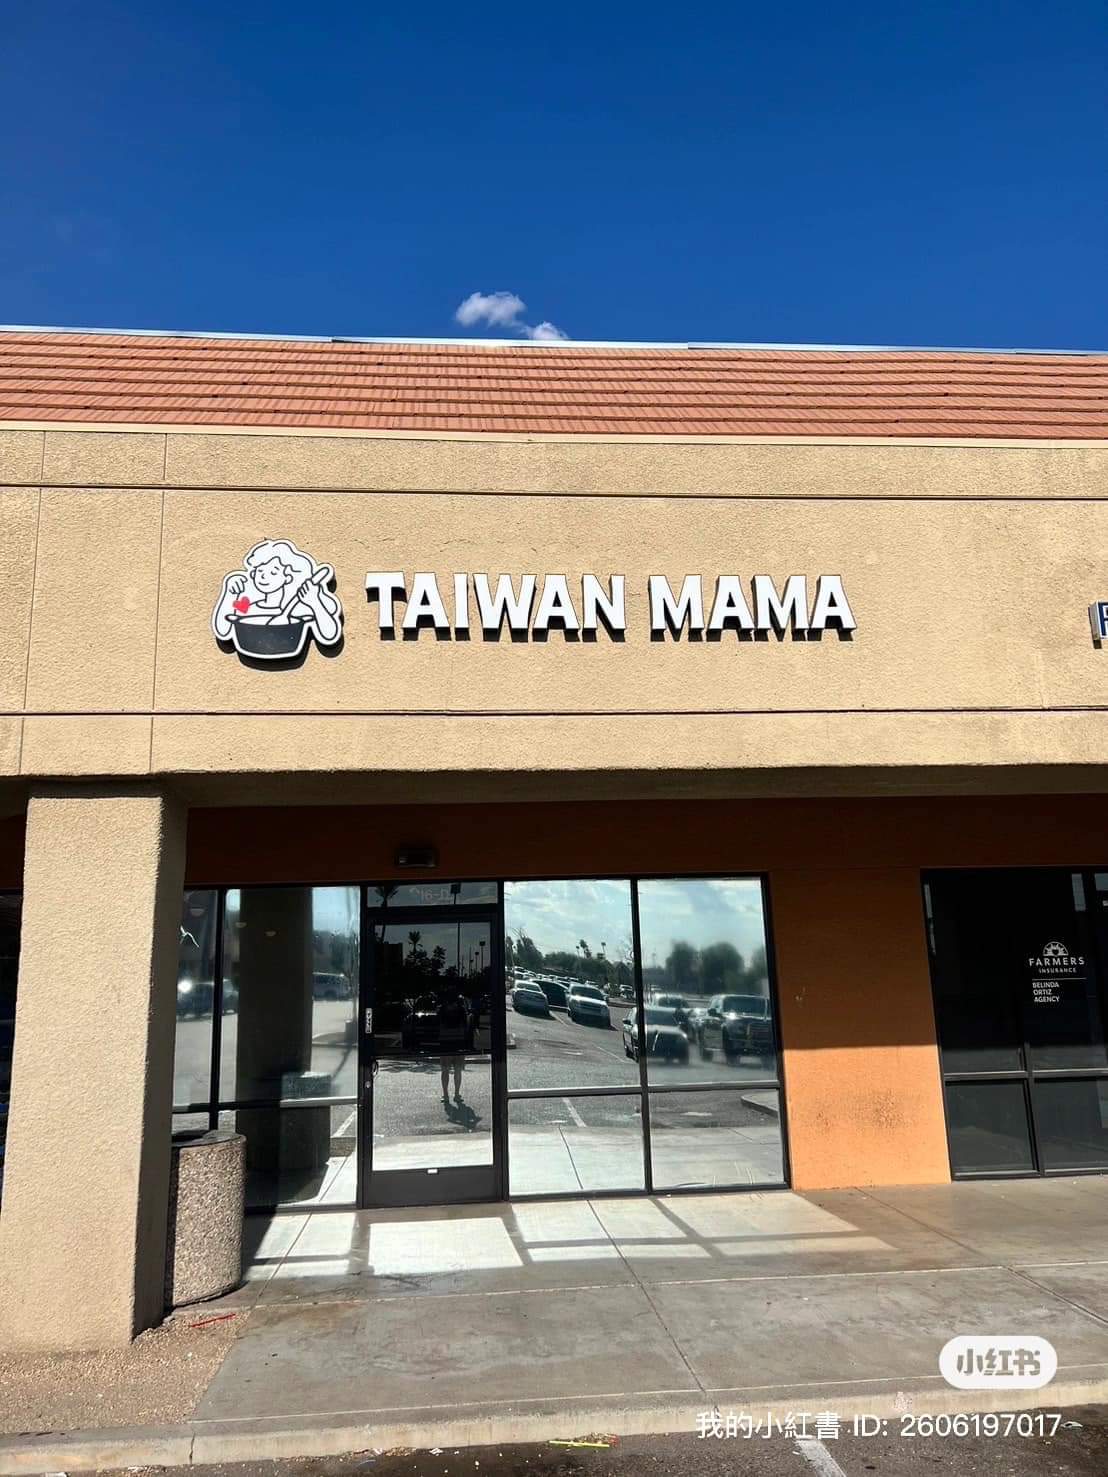 TAIWAN MAMA
FARMERS
INSURANCE
BELINDA
ORTIZ
AGENCY
小红书
我的小紅書 ID: 2606197017